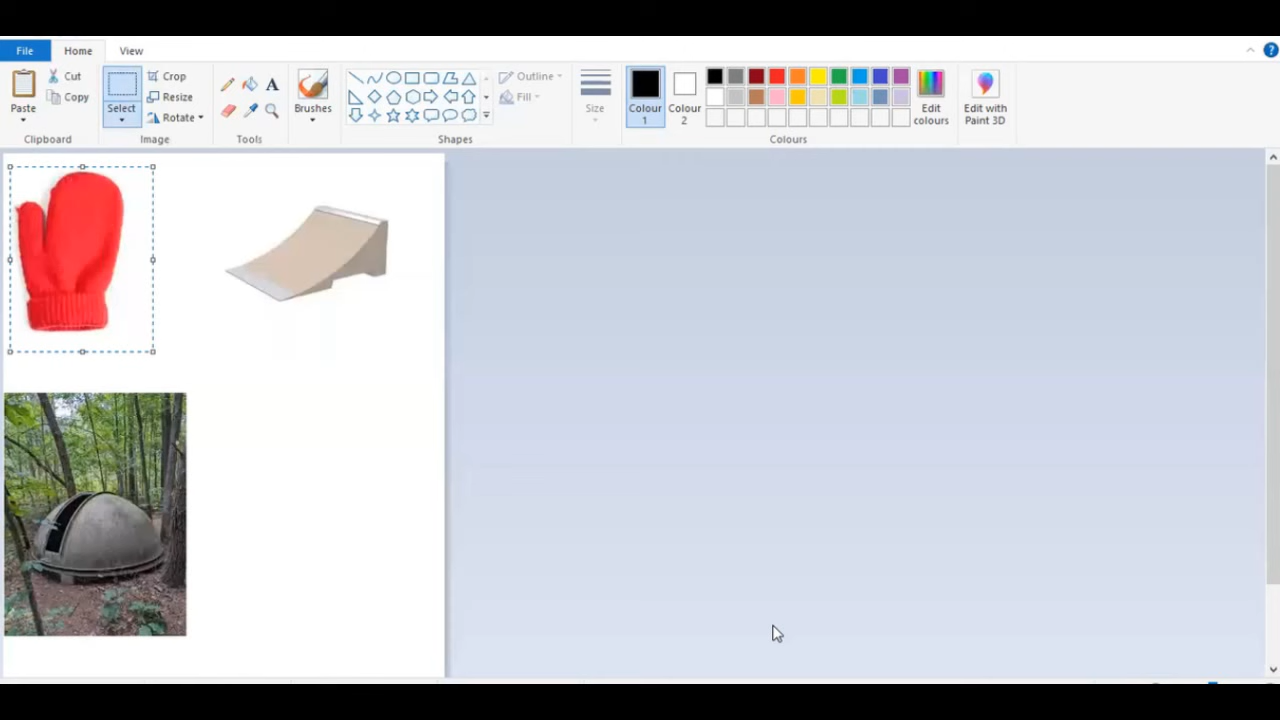 File Home View
Paste Cut Copy Clipboard
Select Crop Resize Rotate Image
A Tools
Brushes
Shapes Outline Fill
Size
Colour 1
Colour 2
Edit colours
Colours
Edit with Paint 3D
?